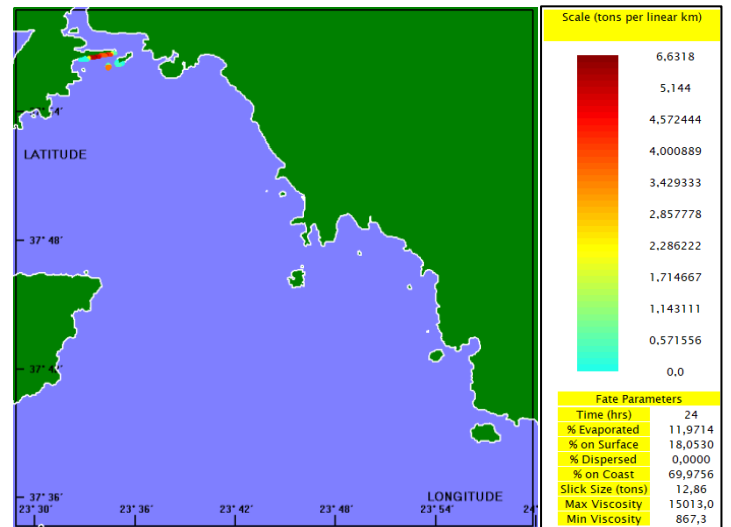 Scale (tons per linear km)
6.6318
5,144
4,572444
4,000889
3,429333
2,857778
2,286222
1,714667
1,143111
0,571556
0,0
LATITUDE
37° 48'
37° 36'
LONGITUDE
23° 30'
23° 36'
23° 42'
23° 48'
23° 54'
24°
Fate Parameters
Time (hrs) 24
% Evaporated 11,9714
% on Surface 18,0530
% Dispersed 0,0000
% on Coast 69,9756
Slick Size (tons) 12,86
Max Viscosity 15013,0
Min Viscosity 867,3